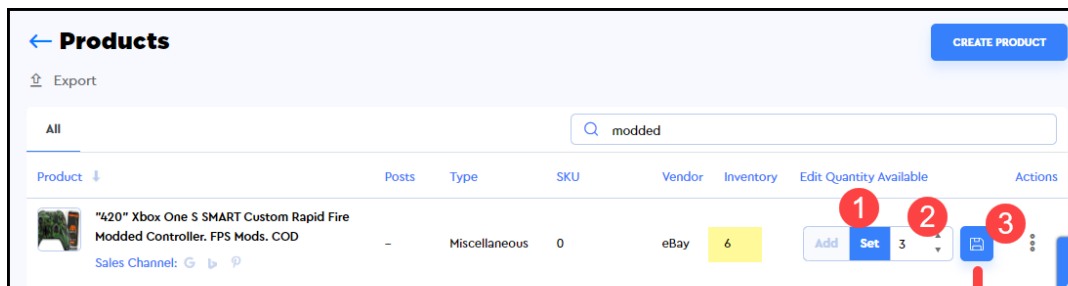 ← Products
CREATE PRODUCT
Export
All
modded
Product Posts Type SKU Vendor Inventory Edit Quantity Available Actions
"420" Xbox One S SMART Custom Rapid Fire
Modded Controller. FPS Mods. COD
– Miscellaneous 0 eBay 6 Add Set 3
1 2 3
Sales Channel: